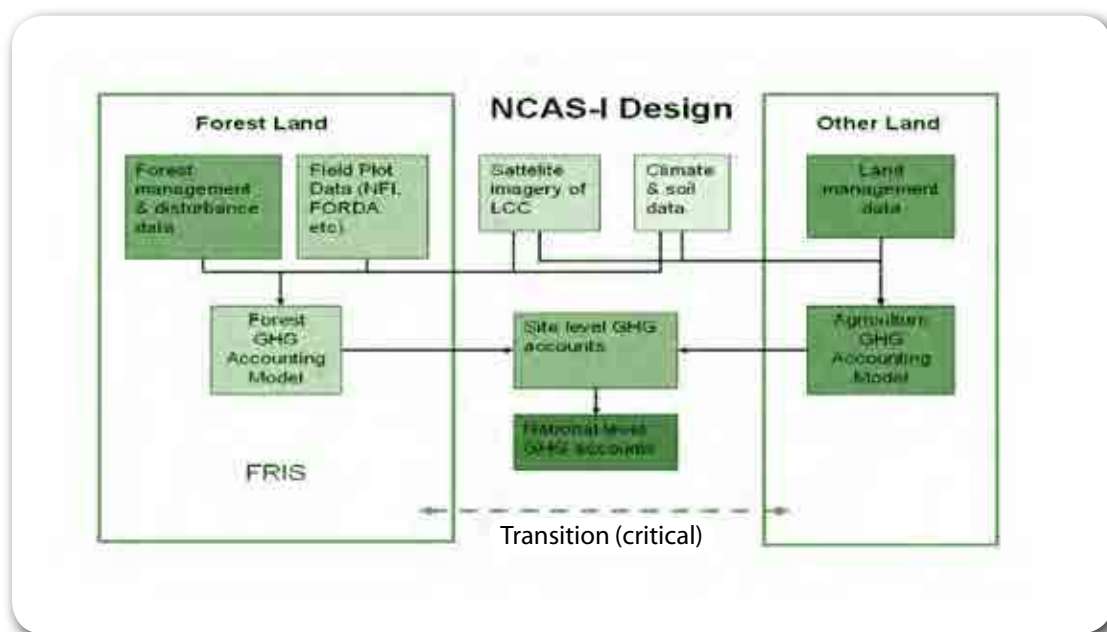 NCAS-I Design
Forest Land
Forest
management
& disturbance
data
Field Plot
Data (NFI,
FORDA
etc)
Sattelite
imagery of
LCC
Climate
& soil data
Other Land
Land
management
data
Forest
GHG
Accounting
Model
Site level GHG
accounts
Agriculture
GHG
Accounting
Model
National level
GHG accounts
FRIS
Transition (critical)